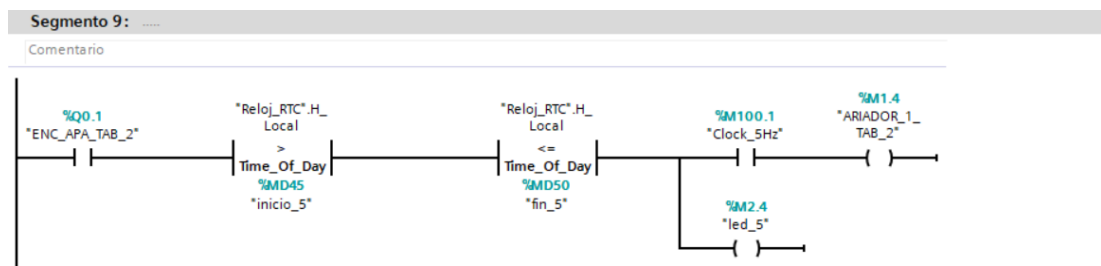 Segmento 9: .....
Comentario
%Q0.1
"ENC_APA_TAB_2"
"Reloj_RTC".H_
Local
>
Time_Of_Day
%MD45
"inicio_5"
"Reloj_RTC".H_
Local
<=
Time_Of_Day
%MD50
"fin_5"
%M100.1
"Clock_5Hz"
%M1.4
"ARIADOR_1_
TAB_2"
%M2.4
"led_5"